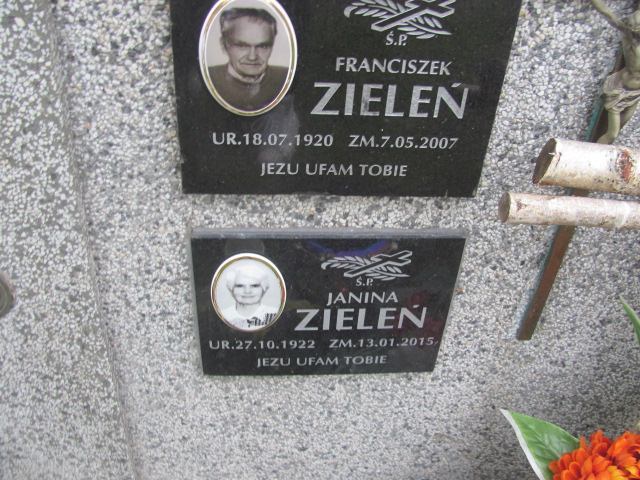 Ś.P.
FRANCISZEK
ZIELEŃ
UR.18.07.1920 ZM.7.05.2007
JEZU UFAM TOBIE
Ś.P.
JANINA
ZIELEŃ
UR.27.10.1922 ZM.13.01.2015
JEZU UFAM TOBIE